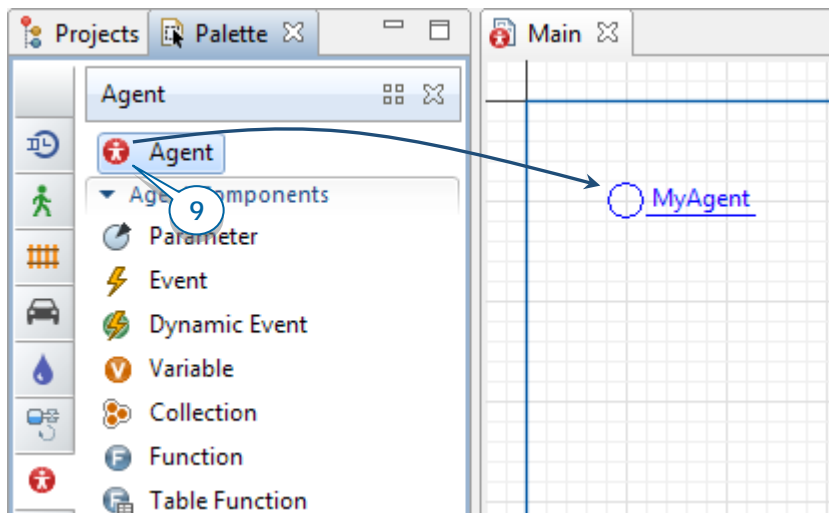 Projects
Palette
Main
Agent
Agent
MyAgent
Agent Components
9
Parameter
Event
Dynamic Event
Variable
Collection
Function
Table Function